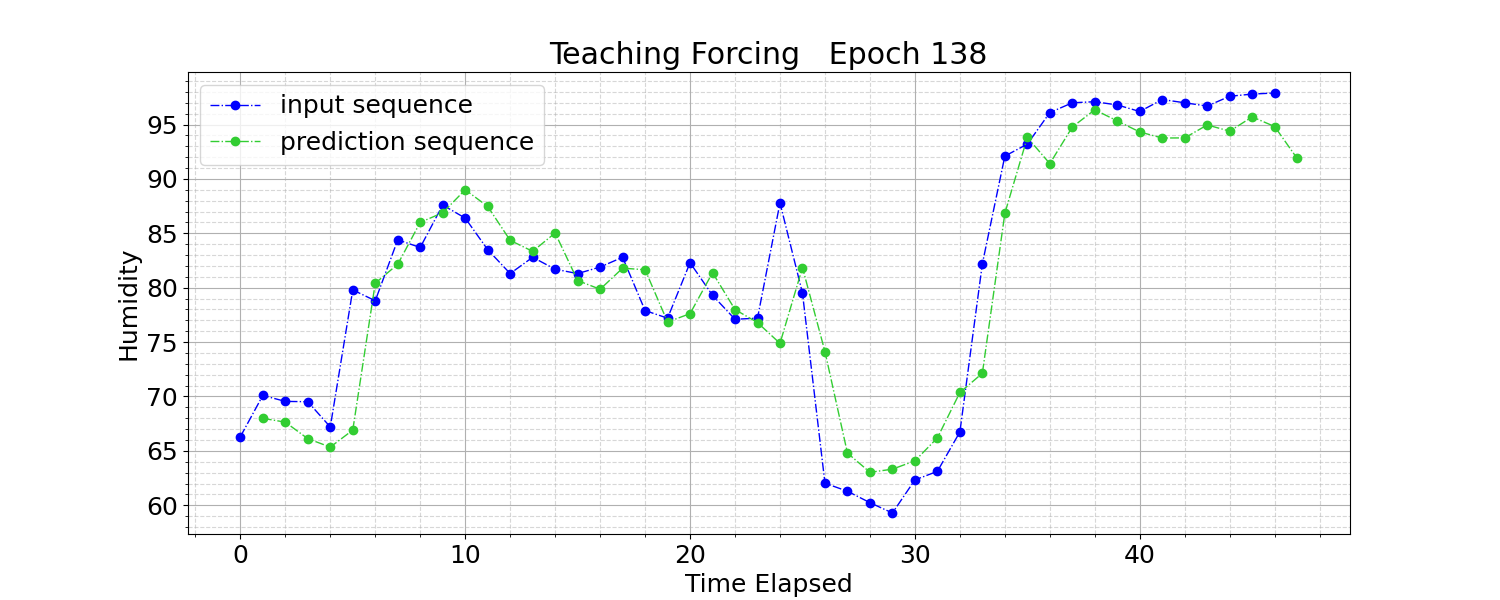 Teaching Forcing   Epoch 138
input sequence
prediction sequence
Humidity
95
90
85
80
75
70
65
60
0 10 20 30 40
Time Elapsed